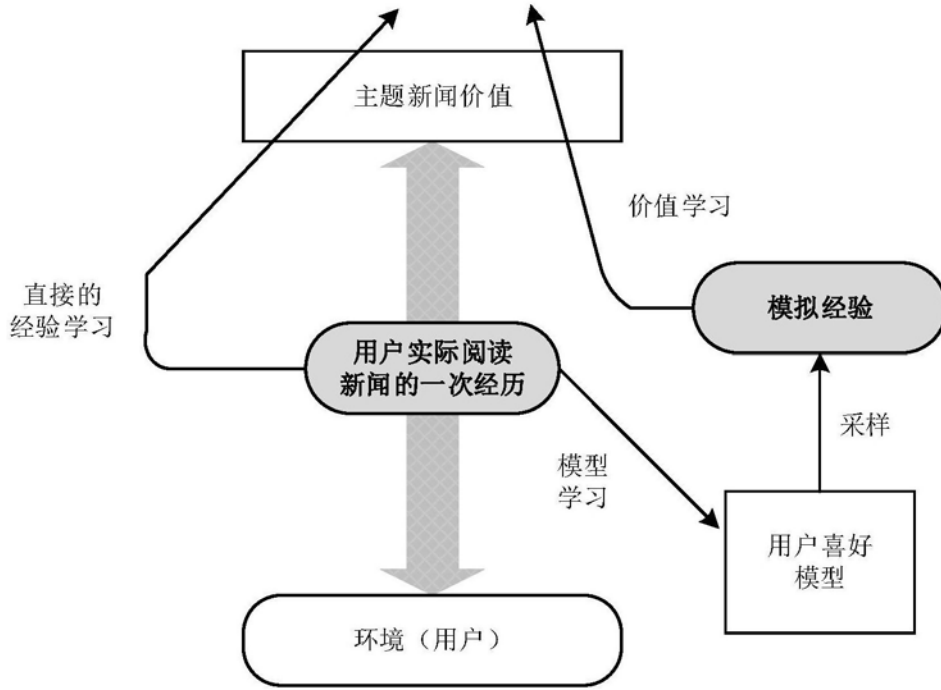 主题新闻价值
价值学习
直接的
经验学习
模拟经验
用户实际阅读
新闻的一次经历
采样
模型
学习
用户喜好
模型
环境（用户）